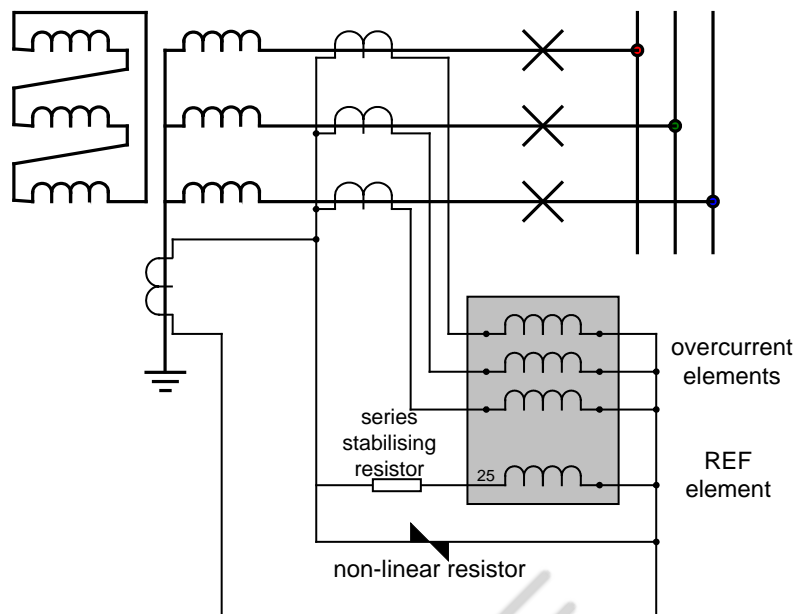 overcurrent
elements
series
stabilising
resistor
25
REF
element
non-linear resistor